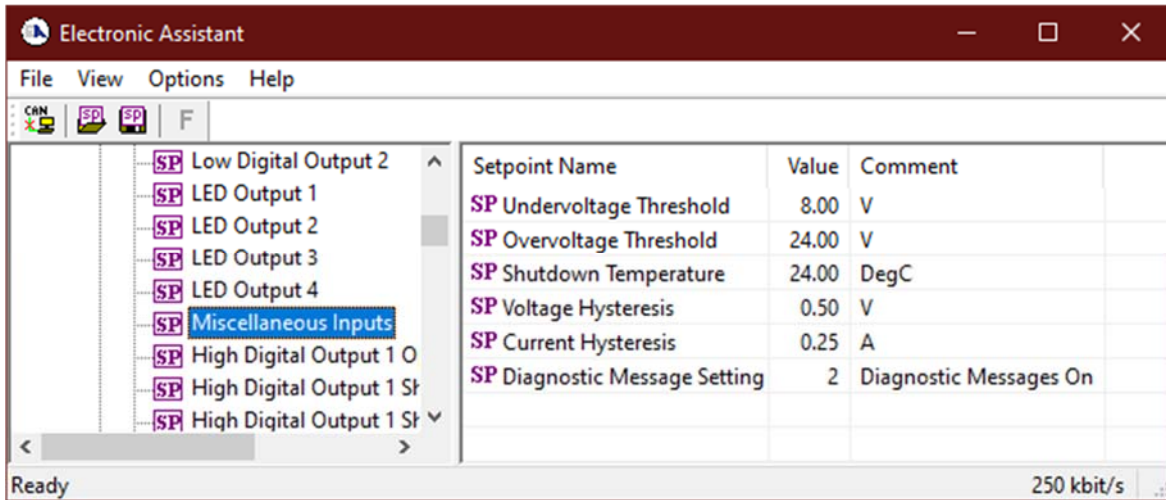 Electronic Assistant
File View Options Help
CAN SP SP F
SP Low Digital Output 2
SP LED Output 1
SP LED Output 2
SP LED Output 3
SP LED Output 4
SP Miscellaneous Inputs
SP High Digital Output 1 O
SP High Digital Output 1 Sh
SP High Digital Output 1 Sh
Setpoint Name Value Comment
SP Undervoltage Threshold 8.00 V
SP Overvoltage Threshold 24.00 V
SP Shutdown Temperature 24.00 DegC
SP Voltage Hysteresis 0.50 V
SP Current Hysteresis 0.25 A
SP Diagnostic Message Setting 2 Diagnostic Messages On
Ready 250 kbit/s